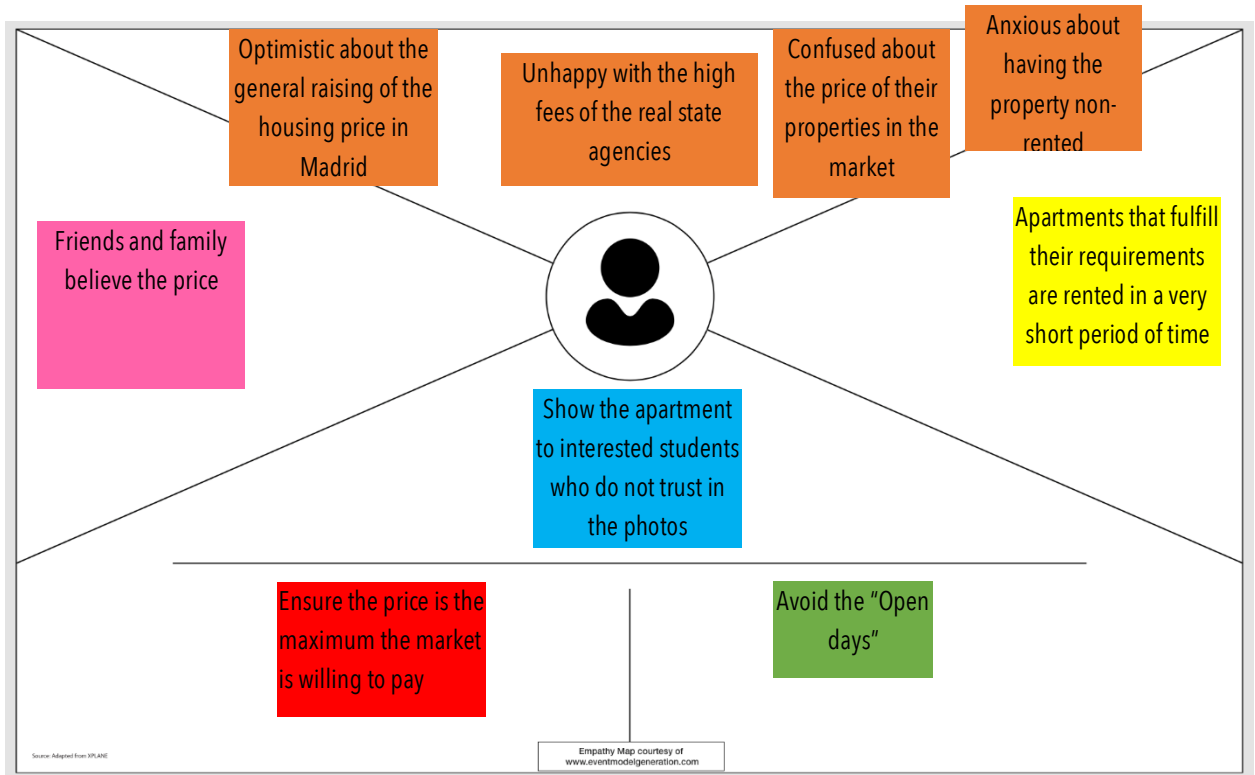 Optimistic about the
general raising of the
housing price in
Madrid
Unhappy with the high
fees of the real state
agencies
Confused about
the price of their
properties in the
market
Anxious about
having the
property non-
rented
Friends and family
believe the price
Apartments that fulfill
their requirements
are rented in a very
short period of time
Show the apartment
to interested students
who do not trust in
the photos
Ensure the price is the
maximum the market
is willing to pay
Avoid the “Open
days”
Source: Adapted from XPLANE
Empathy Map courtesy of
www.eventmodelgeneration.com